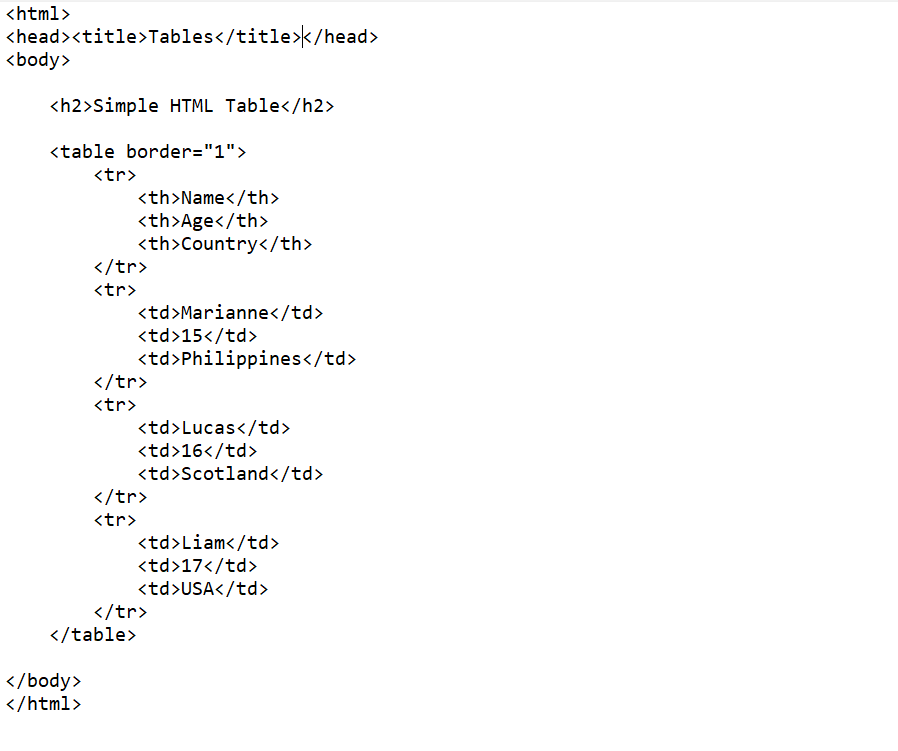 <html>
<head><title>Tables</title></head>
<body>
<h2>Simple HTML Table</h2>
<table border="1">
<tr>
<th>Name</th>
<th>Age</th>
<th>Country</th>
</tr>
<tr>
<td>Marianne</td>
<td>15</td>
<td>Philippines</td>
</tr>
<tr>
<td>Lucas</td>
<td>16</td>
<td>Scotland</td>
</tr>
<tr>
<td>Liam</td>
<td>17</td>
<td>USA</td>
</tr>
</table>
</body>
</html>